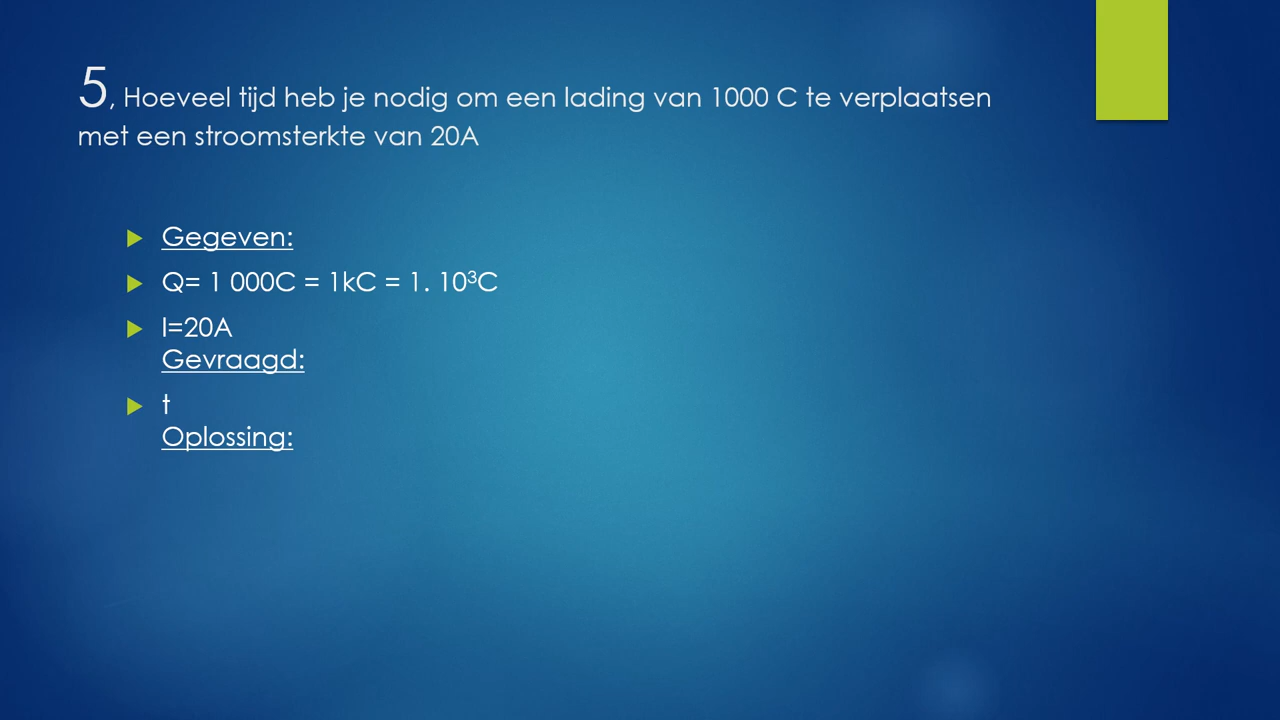 5, Hoeveel tijd heb je nodig om een lading van 1000 C te verplaatsen
met een stroomsterkte van 20A
Gegeven:
Q= 1 000C = 1kC = 1. 10³C
I=20A
Gevraagd:
t
Oplossing: